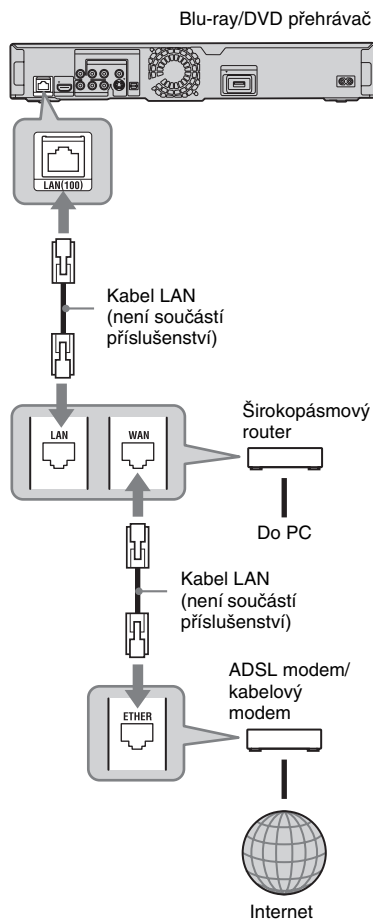 Blu-ray/DVD přehrávač
LAN(100)
Kabel LAN
(není součástí
příslušenství)
LAN
WAN
Širokopásmový
router
Do PC
Kabel LAN
(není součástí
příslušenství)
ADSL modem/
kabelový
modem
ETHER
Internet